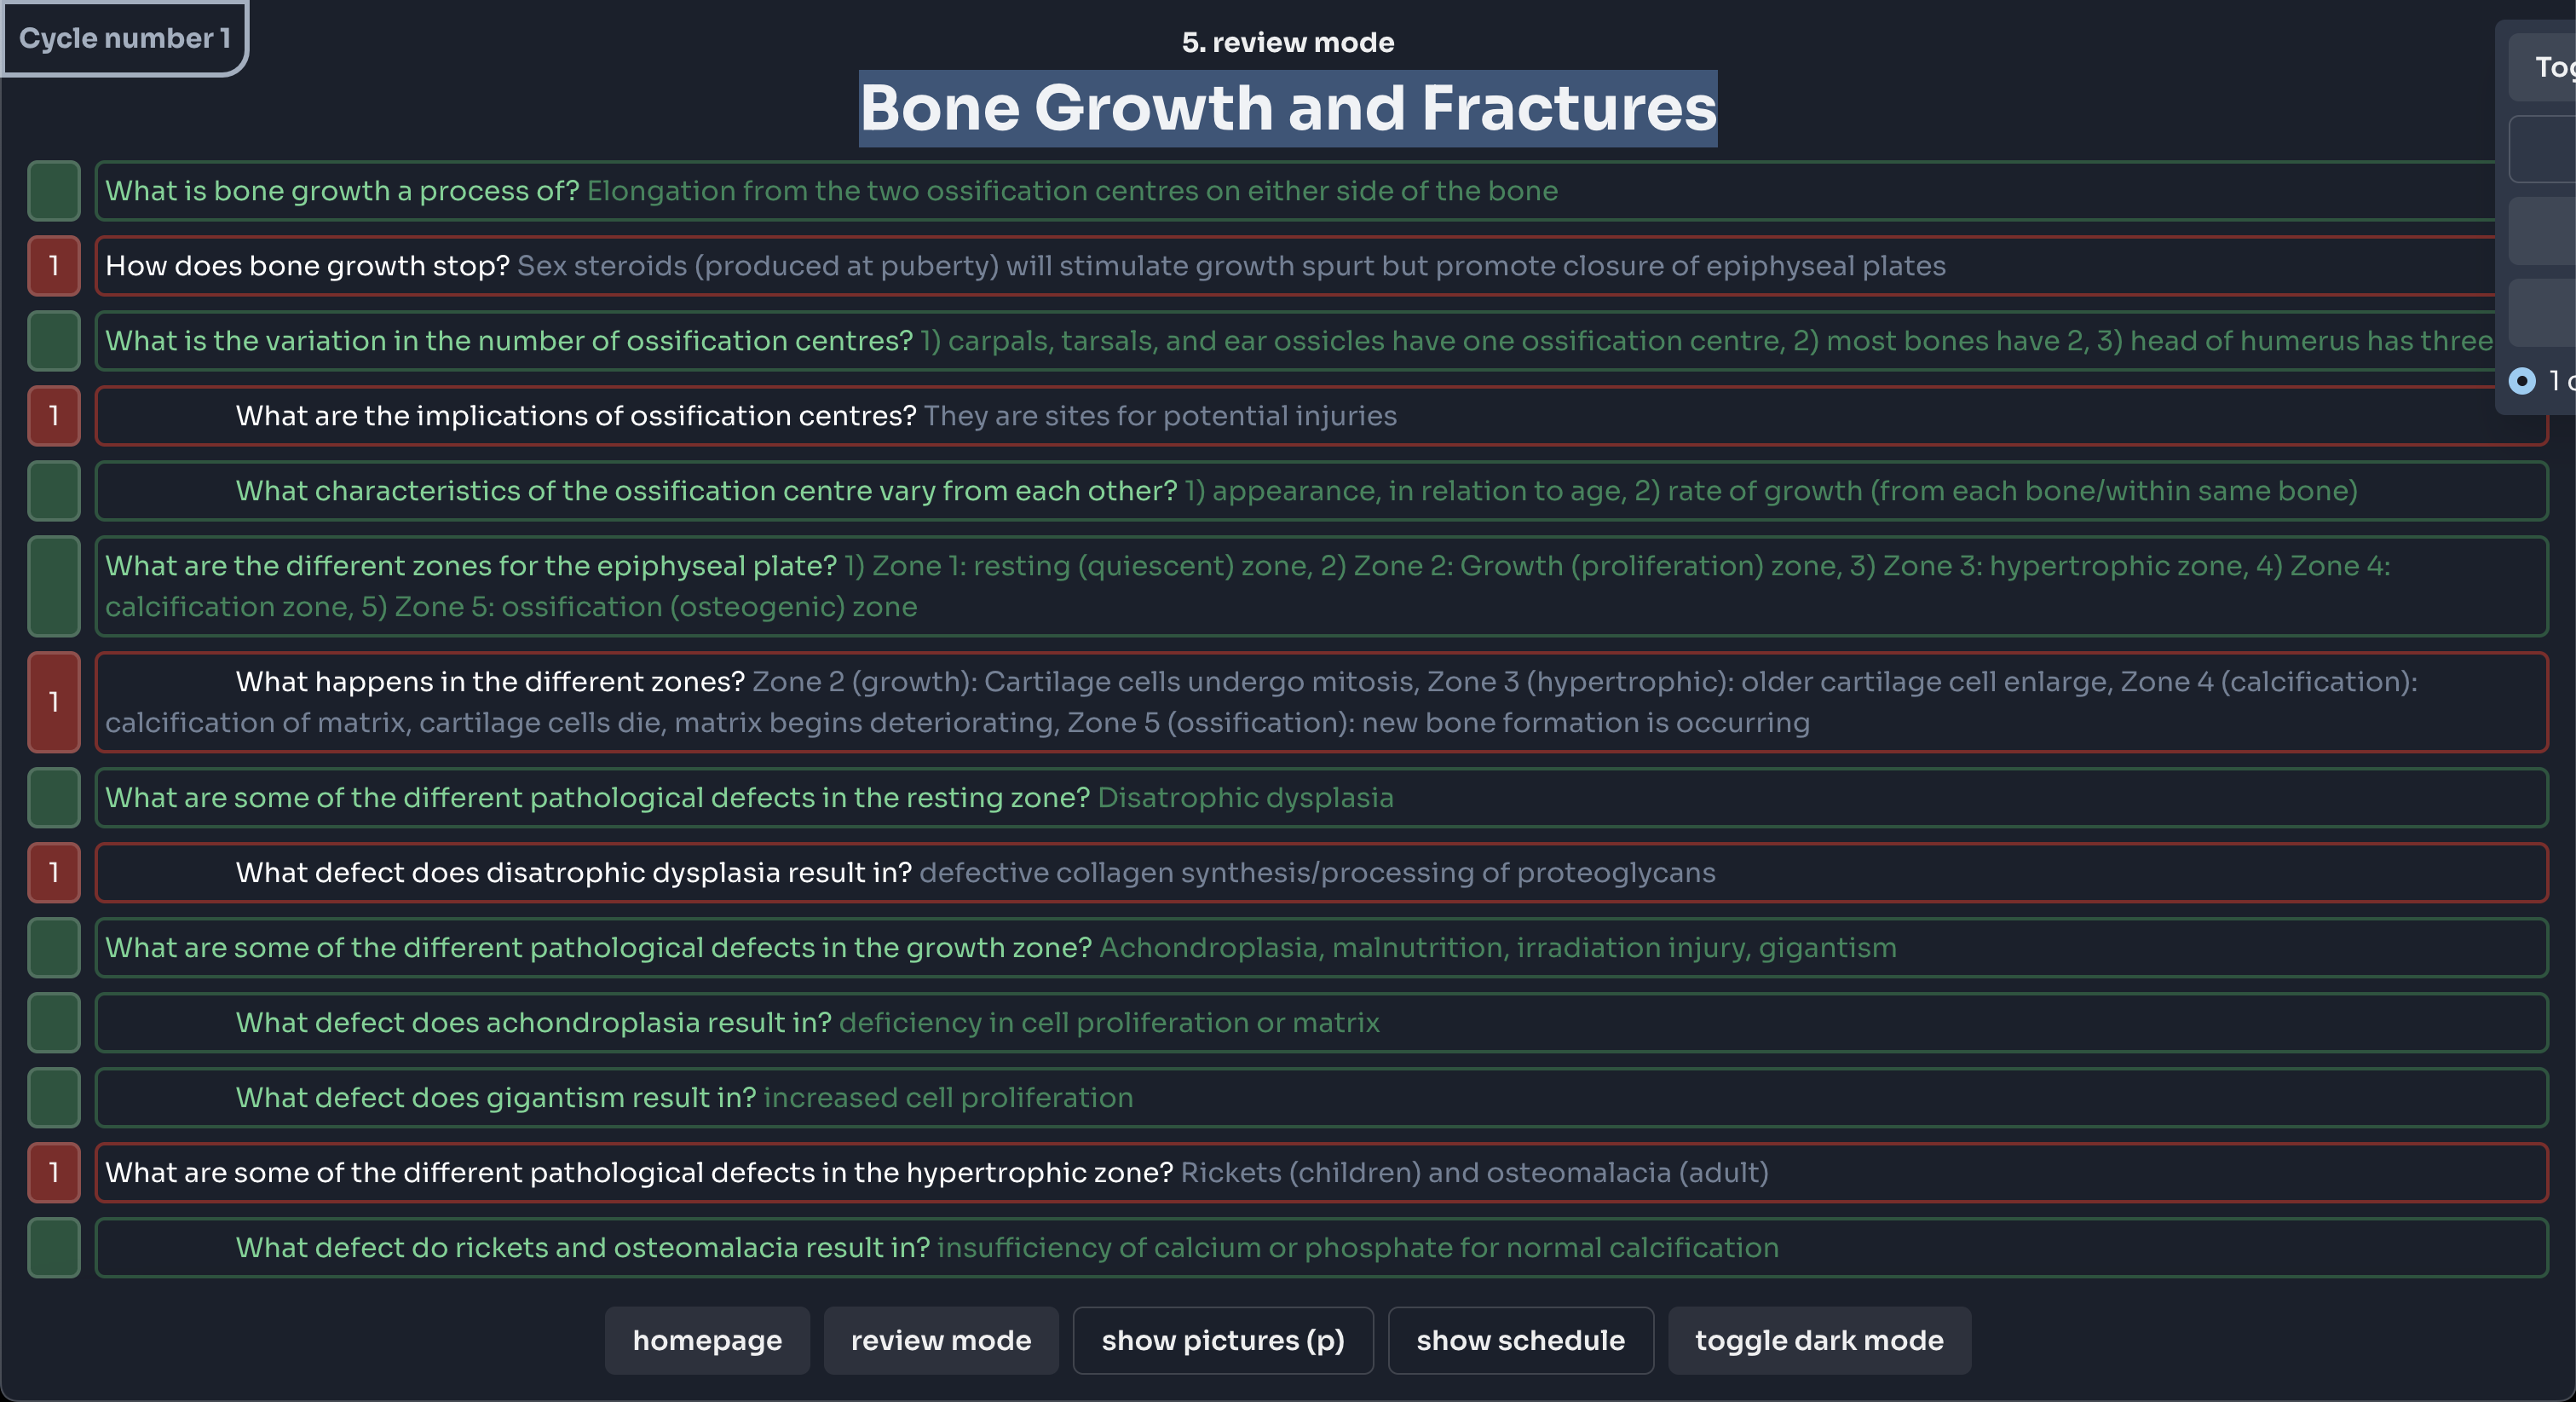 Cycle number 1
5. review mode
Tog
Bone Growth and Fractures
What is bone growth a process of? Elongation from the two ossification centres on either side of the bone
1 How does bone growth stop? Sex steroids (produced at puberty) will stimulate growth spurt but promote closure of epiphyseal plates
What is the variation in the number of ossification centres? 1) carpals, tarsals, and ear ossicles have one ossification centre, 2) most bones have 2, 3) head of humerus has three
1
1 What are the implications of ossification centres? They are sites for potential injuries
What characteristics of the ossification centre vary from each other? 1) appearance, in relation to age, 2) rate of growth (from each bone/within same bone)
What are the different zones for the epiphyseal plate? 1) Zone 1: resting (quiescent) zone, 2) Zone 2: Growth (proliferation) zone, 3) Zone 3: hypertrophic zone, 4) Zone 4:
calcification zone, 5) Zone 5: ossification (osteogenic) zone
1 What happens in the different zones? Zone 2 (growth): Cartilage cells undergo mitosis, Zone 3 (hypertrophic): older cartilage cell enlarge, Zone 4 (calcification):
calcification of matrix, cartilage cells die, matrix begins deteriorating, Zone 5 (ossification): new bone formation is occurring
What are some of the different pathological defects in the resting zone? Disatrophic dysplasia
1 What defect does disatrophic dysplasia result in? defective collagen synthesis/processing of proteoglycans
What are some of the different pathological defects in the growth zone? Achondroplasia, malnutrition, irradiation injury, gigantism
What defect does achondroplasia result in? deficiency in cell proliferation or matrix
What defect does gigantism result in? increased cell proliferation
1 What are some of the different pathological defects in the hypertrophic zone? Rickets (children) and osteomalacia (adult)
What defect do rickets and osteomalacia result in? insufficiency of calcium or phosphate for normal calcification
homepage review mode show pictures (p) show schedule toggle dark mode